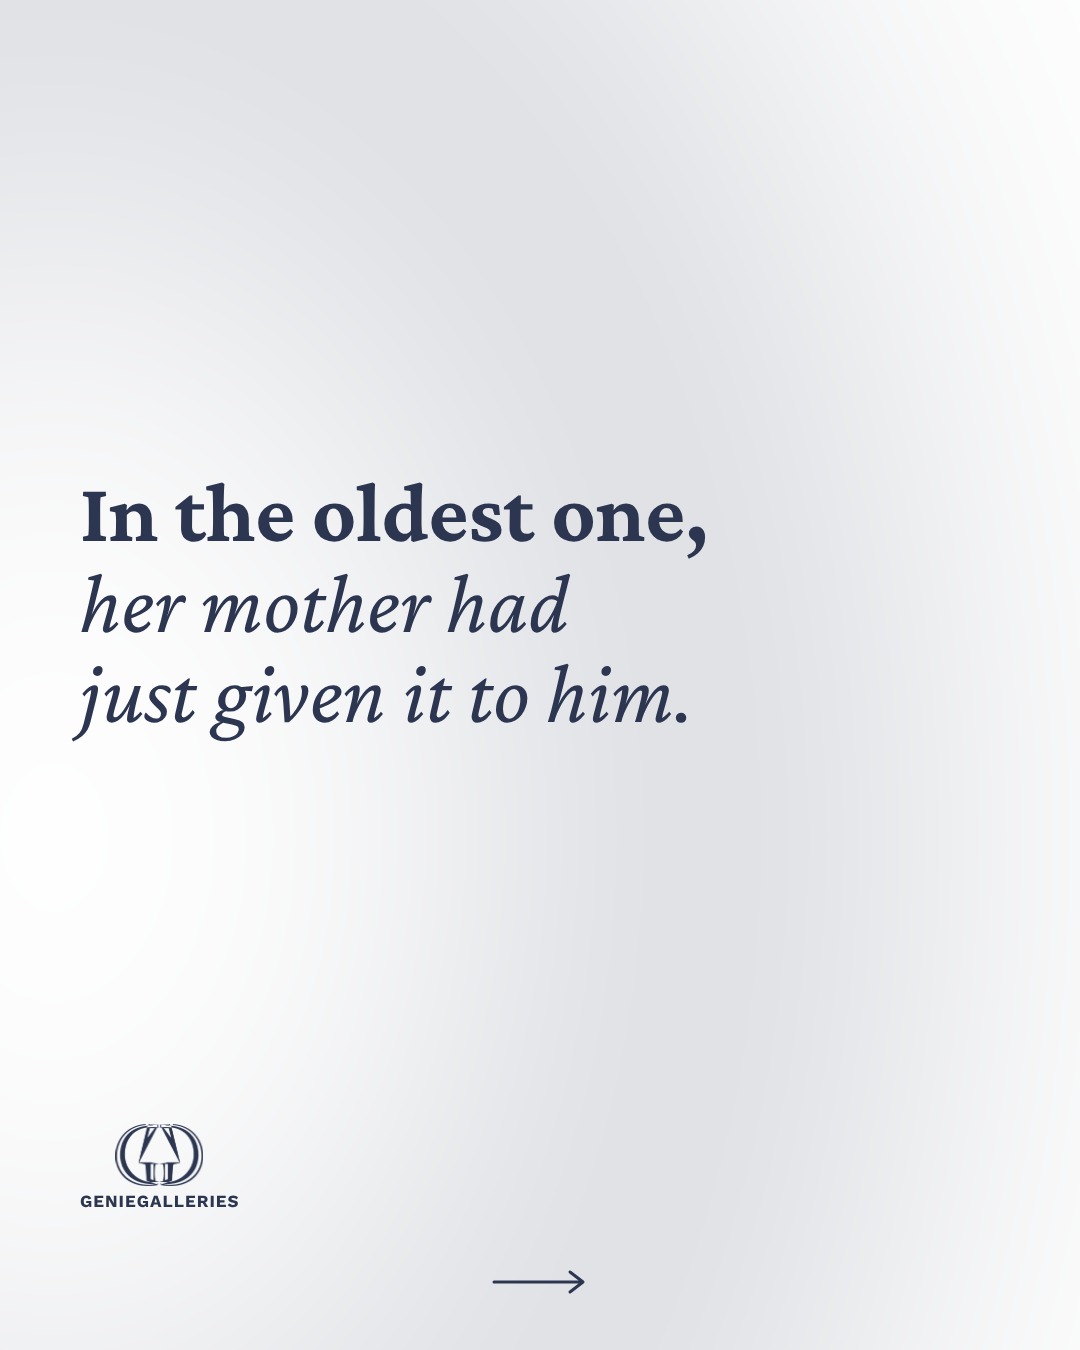 In the oldest one,
her mother had
just given it to him.
GENIEGALLERIES